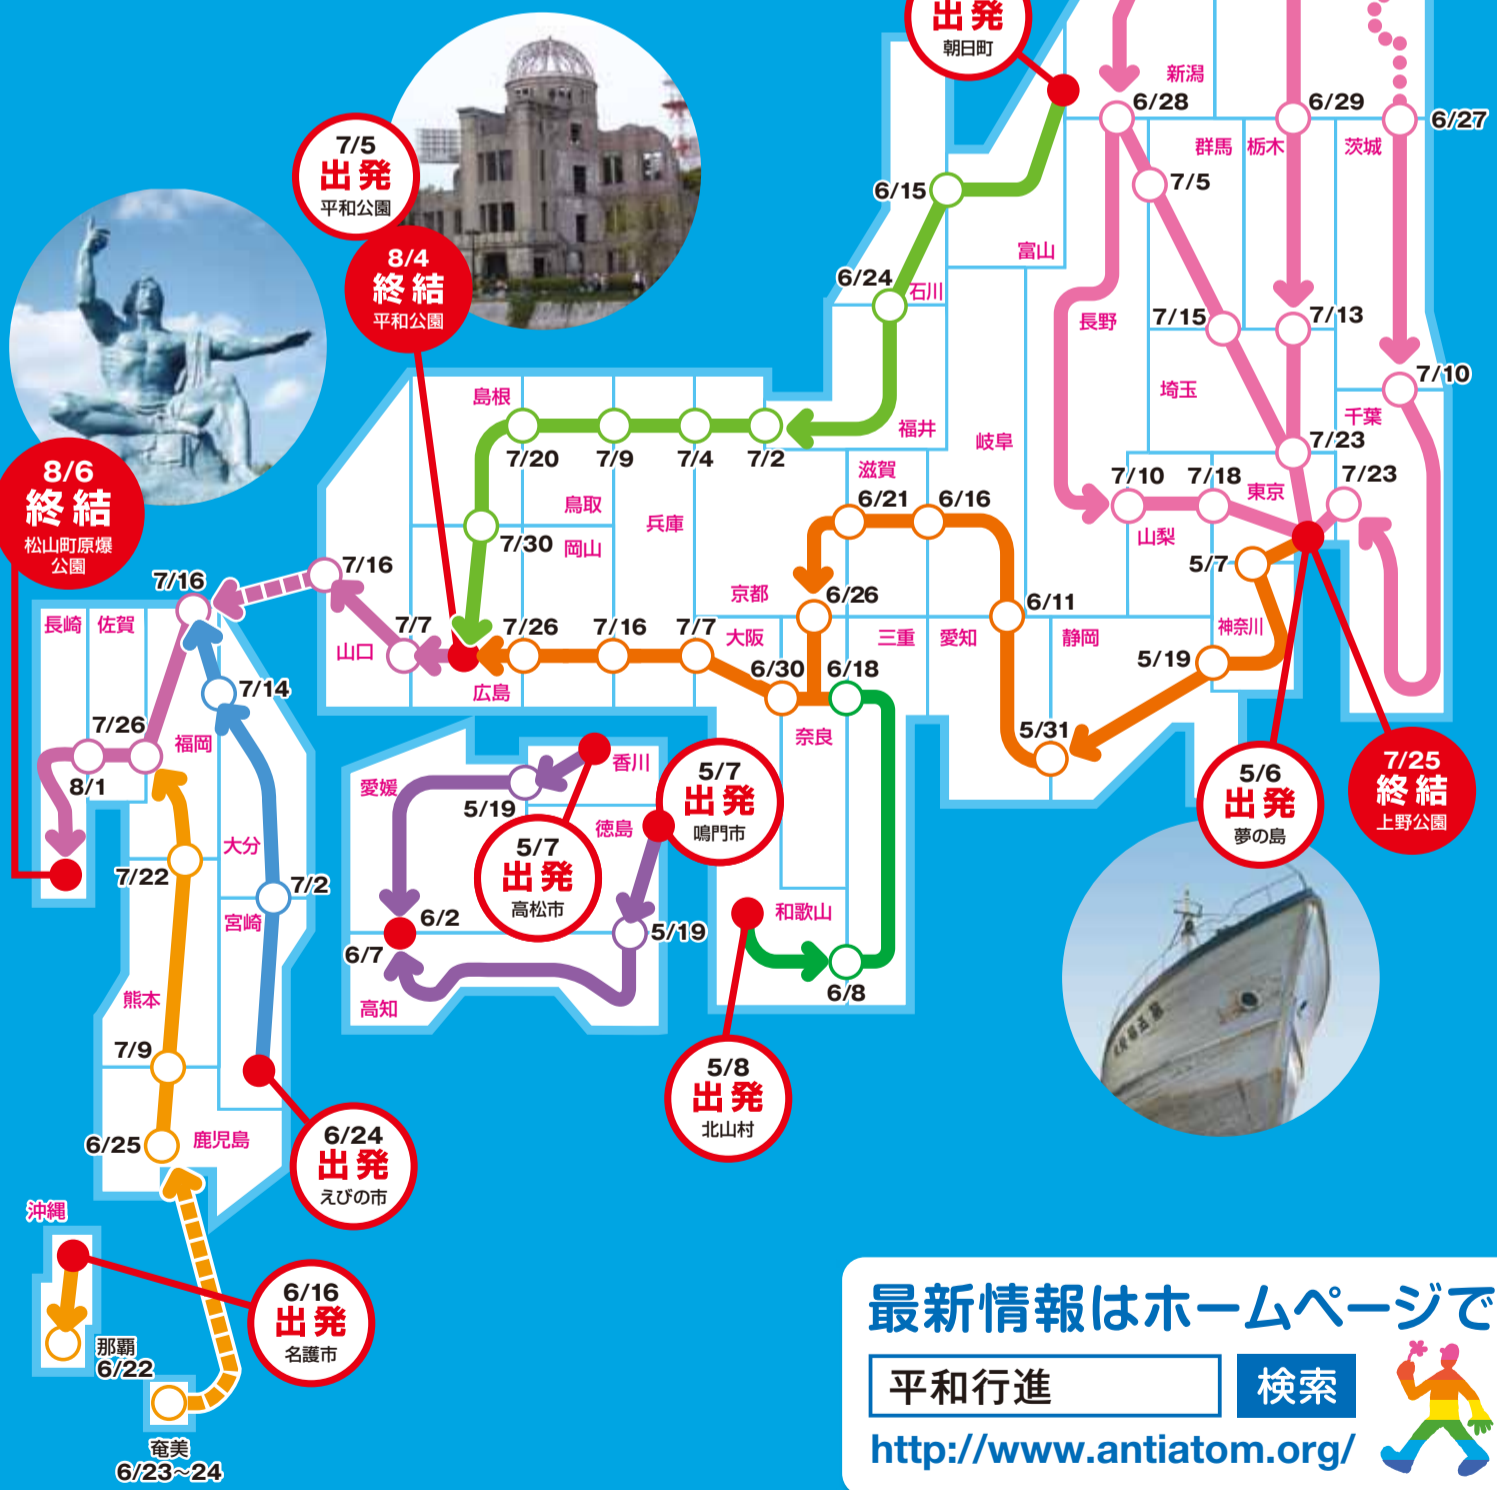 出発
朝日町
新潟
6/28
6/29
6/27
群馬
栃木
茨城
7/5
出発
平和公園
7/5
6/15
富山
8/4
終結
平和公園
6/24
石川
長野
7/15
7/13
7/10
埼玉
千葉
島根
福井
岐阜
7/20
7/9
7/4
7/2
7/23
滋賀
7/10
7/18
東京
7/23
8/6
終結
松山町原爆
公園
鳥取
兵庫
6/21
6/16
山梨
7/30
岡山
5/7
7/16
7/16
京都
6/26
6/11
長崎
佐賀
山口
7/7
7/26
7/16
7/7
大阪
三重
愛知
静岡
神奈川
広島
6/30
6/18
5/19
7/14
7/26
福岡
奈良
5/31
8/1
愛媛
香川
5/19
徳島
5/7
出発
鳴門市
5/6
出発
夢の島
7/25
終結
上野公園
5/7
出発
高松市
大分
7/22
7/2
宮崎
6/2
6/7
5/19
和歌山
熊本
高知
6/8
7/9
5/8
出発
北山村
6/25
鹿児島
6/24
出発
えびの市
沖縄
6/16
出発
名護市
那覇
6/22
奄美
6/23~24
最新情報はホームページで
平和行進
検索
http://www.antiatom.org/